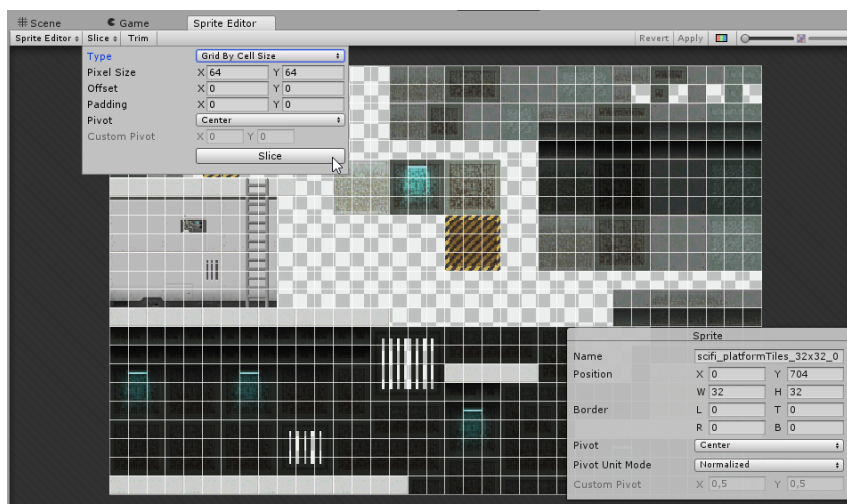 Scene Game Sprite Editor
Sprite Editor Slice Trim Revert Apply
Type Grid By Cell Size
Pixel Size X 64 Y 64
Offset X 0 Y 0
Padding X 0 Y 0
Pivot Center
Custom Pivot X 0 Y 0
Slice
Sprite
Name scifi_platformTiles_32x32_0
Position X 0 Y 704
W 32 H 32
Border L 0 T 0
R 0 B 0
Pivot Center
Pivot Unit Mode Normalized
Custom Pivot X 0,5 Y 0,5